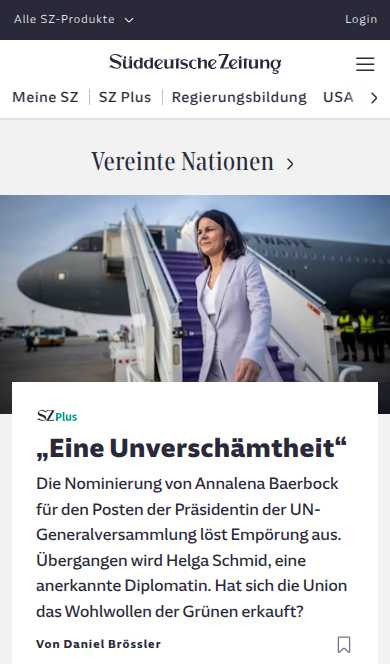 Alle SZ-Produkte
Login
Süddeutsche Zeitung
Meine SZ
SZ Plus
Regierungsbildung
USA
Vereinte Nationen
WAFFE
SZ Plus
„Eine Unverschämtheit“
Die Nominierung von Annalena Baerbock
für den Posten der Präsidentin der UN-
Generalversammlung löst Empörung aus.
Übergangen wird Helga Schmid, eine
anerkannte Diplomatin. Hat sich die Union
das Wohlwollen der Grünen erkauft?
Von Daniel Brössler